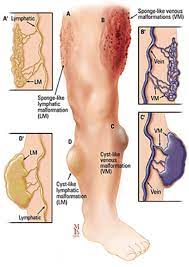 A'
Lymphatic
LM
A
B
Sponge-like venous
malformations (VM)
B'
Vein
VM
Sponge-like
lymphatic
malformation
(LM)
D'
LM
Lymphatic
D
C
Cyst-like
venous
malformation
(VM)
Cyst-like
lymphatic
malformation
(LM)
C'
VM
Vein